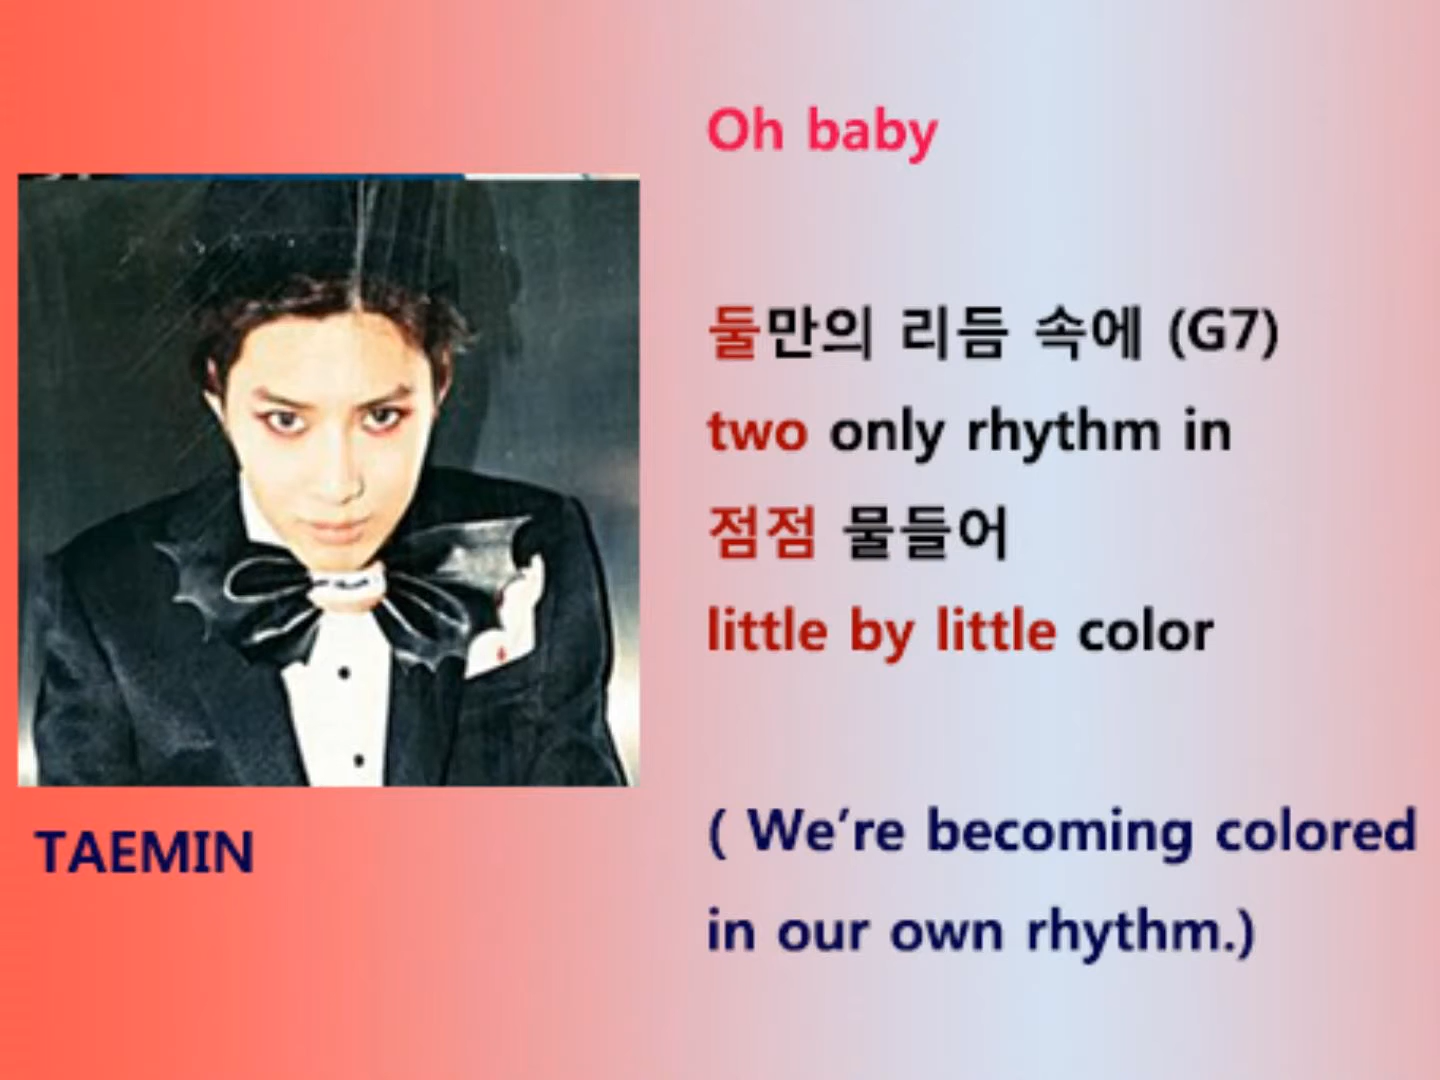 Oh baby
둘만의 리듬 속에 (G7)
two only rhythm in
점점 물들어
little by little color
( We’re becoming colored
in our own rhythm.)
TAEMIN